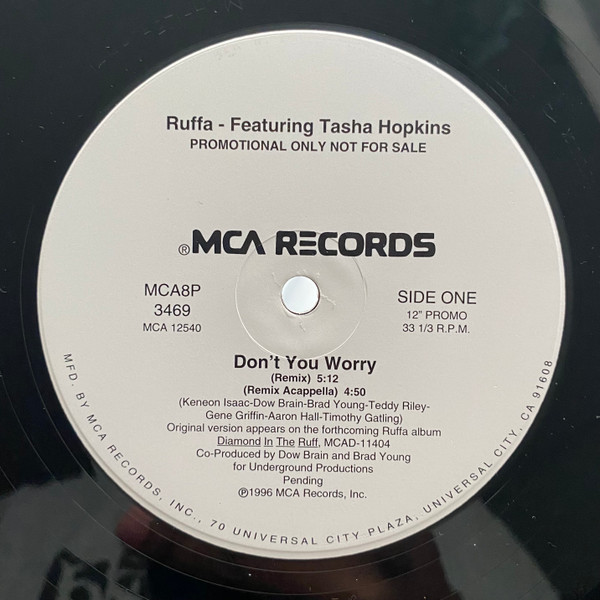 Ruffa - Featuring Tasha Hopkins
PROMOTIONAL ONLY NOT FOR SALE
®MCA RECORDS
MCA8P
3469
MCA 12540
SIDE ONE
12" PROMO
33 1/3 R.P.M.
Don't You Worry
(Remix) 5:12
(Remix Acappella) 4:50
(Keneon Isaac-Dow Brain-Brad Young-Teddy Riley-
Gene Griffin-Aaron Hall-Timothy Gatling)
Original version appears on the forthcoming Ruffa album
Diamond In The Ruff, MCAD-11404
Co-Produced by Dow Brain and Brad Young
for Underground Productions
Pending
℗1996 MCA Records, Inc.
MFD. BY MCA RECORDS, INC., 70 UNIVERSAL CITY PLAZA, UNIVERSAL CITY, CA 91608